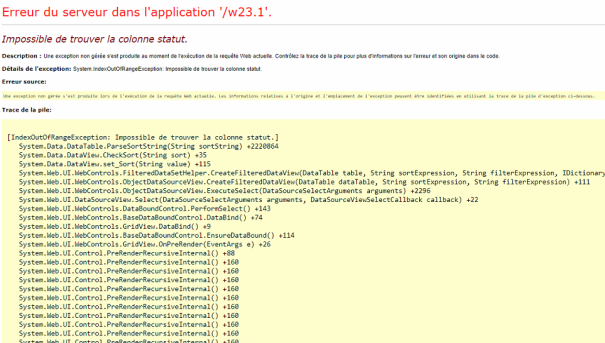 Erreur du serveur dans l'application '/w23.1'.
Impossible de trouver la colonne statut.
Description : Une exception non gérée s'est produite au moment de l'exécution de la requête Web actuelle. Contrôlez la trace de la pile pour plus d'informations sur l'erreur et son origine dans le code.
Détails de l'exception: System.IndexOutOfRangeException: Impossible de trouver la colonne statut.
Erreur source:
Une exception non gérée s'est produite lors de l'exécution de la requête Web actuelle. Les informations relatives à l'origine et l'emplacement de l'exception peuvent être identifiées en utilisant la trace de la pile d'exception ci-dessous.
Trace de la pile:
[IndexOutOfRangeException: Impossible de trouver la colonne statut.]
System.Data.DataTable.ParseSortString(String sortString) +2220864
System.Data.DataView.CheckSort(String sort) +35
System.Data.DataView.set_Sort(String value) +115
System.Web.UI.WebControls.FilteredDataSetHelper.CreateFilteredDataView(DataTable table, String sortExpression, String filterExpression, IDictionary
System.Web.UI.WebControls.ObjectDataSourceView.CreateFilteredDataView(DataTable dataTable, String sortExpression, String filterExpression) +111
System.Web.UI.WebControls.ObjectDataSourceView.ExecuteSelect(DataSourceSelectArguments arguments) +2296
System.Web.UI.DataSourceView.Select(DataSourceSelectArguments arguments, DataSourceViewSelectCallback callback) +22
System.Web.UI.WebControls.DataBoundControl.PerformSelect() +143
System.Web.UI.WebControls.BaseDataBoundControl.DataBind() +74
System.Web.UI.WebControls.GridView.DataBind() +9
System.Web.UI.WebControls.BaseDataBoundControl.EnsureDataBound() +114
System.Web.UI.WebControls.GridView.OnPreRender(EventArgs e) +26
System.Web.UI.Control.PreRenderRecursiveInternal() +88
System.Web.UI.Control.PreRenderRecursiveInternal() +160
System.Web.UI.Control.PreRenderRecursiveInternal() +160
System.Web.UI.Control.PreRenderRecursiveInternal() +160
System.Web.UI.Control.PreRenderRecursiveInternal() +160
System.Web.UI.Control.PreRenderRecursiveInternal() +160
System.Web.UI.Control.PreRenderRecursiveInternal() +160
System.Web.UI.Control.PreRenderRecursiveInternal() +160
System.Web.UI.Control.PreRenderRecursiveInternal() +160
System.Web.UI.Control.PreRenderRecursiveInternal() +160
System.Web.UI.Control.PreRenderRecursiveInternal() +160